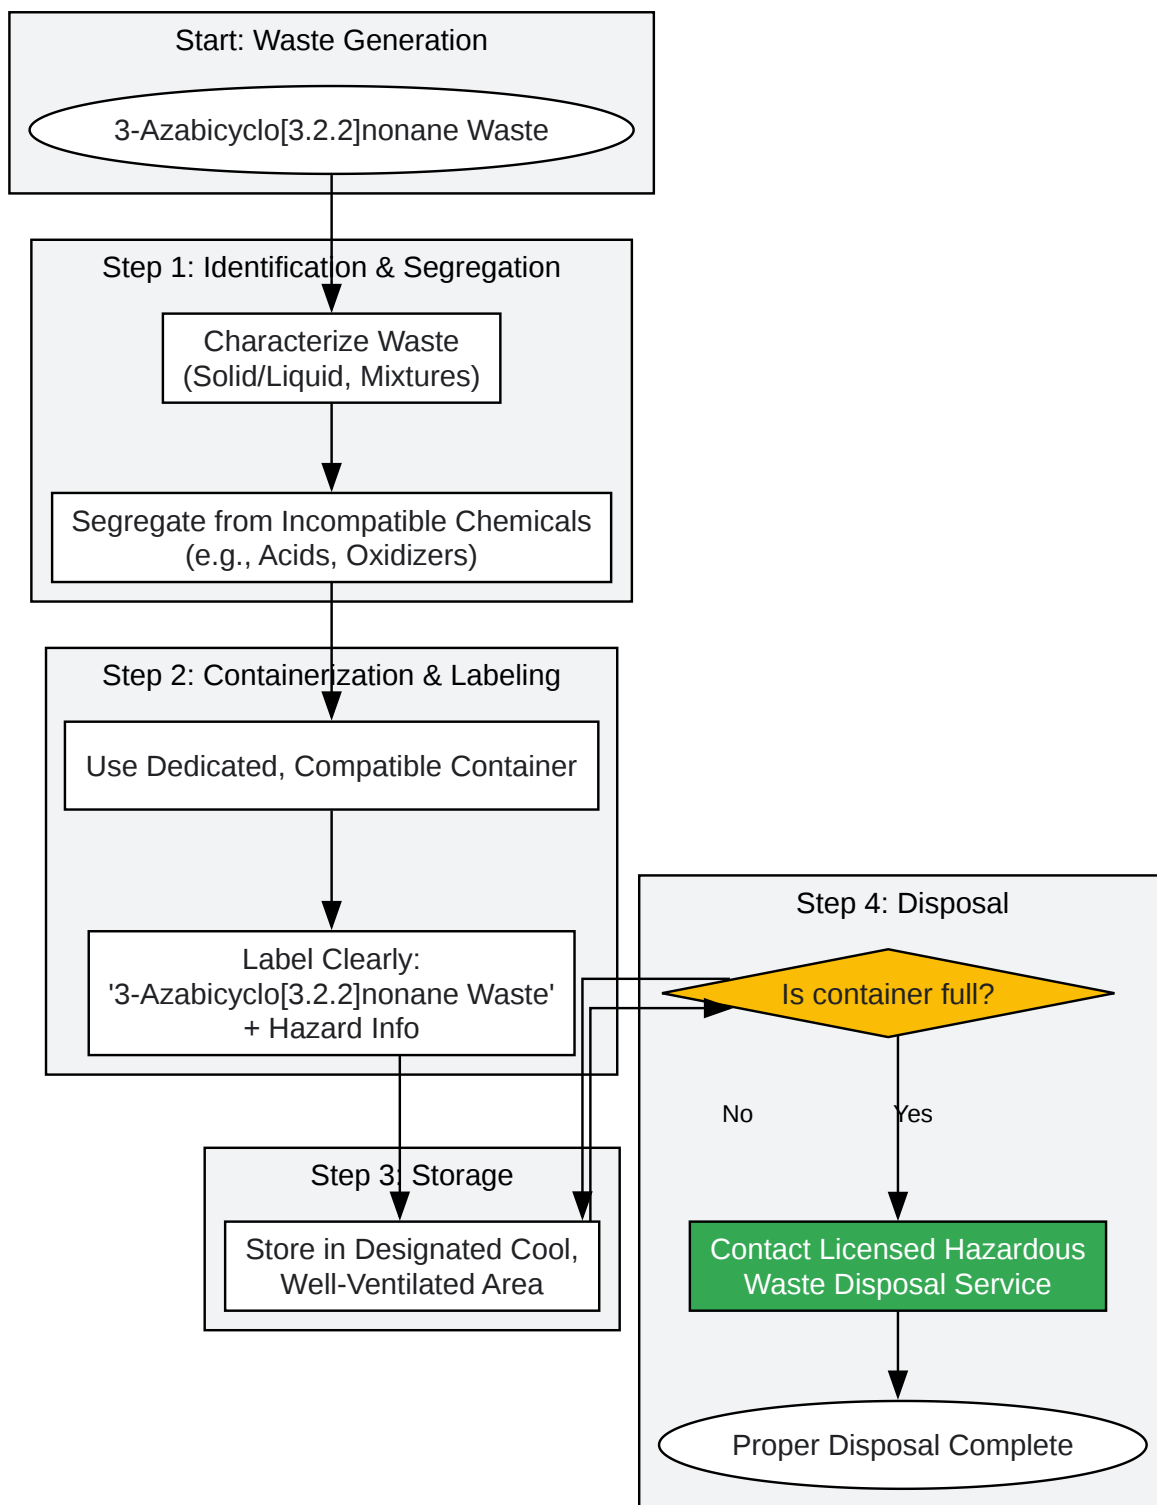 Start: Waste Generation
3-Azabicyclo[3.2.2]nonane Waste
Step 1: Identification & Segregation
Characterize Waste
(Solid/Liquid, Mixtures)
Segregate from Incompatible Chemicals
(e.g., Acids, Oxidizers)
Step 2: Containerization & Labeling
Use Dedicated, Compatible Container
Label Clearly:
'3-Azabicyclo[3.2.2]nonane Waste'
+ Hazard Info
Step 3: Storage
Store in Designated Cool,
Well-Ventilated Area
Step 4: Disposal
Is container full?
No
Yes
Contact Licensed Hazardous
Waste Disposal Service
Proper Disposal Complete